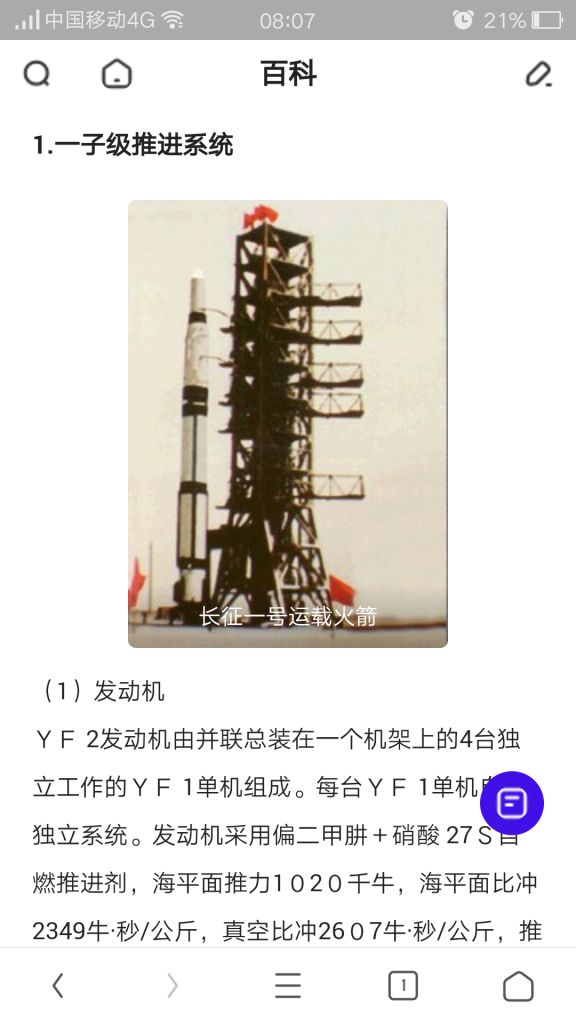 中国移动4G 08:07 21%
百科
1.一子级推进系统
长征一号运载火箭
（1）发动机
ＹＦ 2发动机由并联总装在一个机架上的4台独
立工作的ＹＦ 1单机组成。每台ＹＦ 1单机
独立系统。发动机采用偏二甲肼＋硝酸 27Ｓ自
燃推进剂，海平面推力1０2０千牛，海平面比冲
2349牛·秒/公斤，真空比冲26０7牛·秒/公斤，推
1